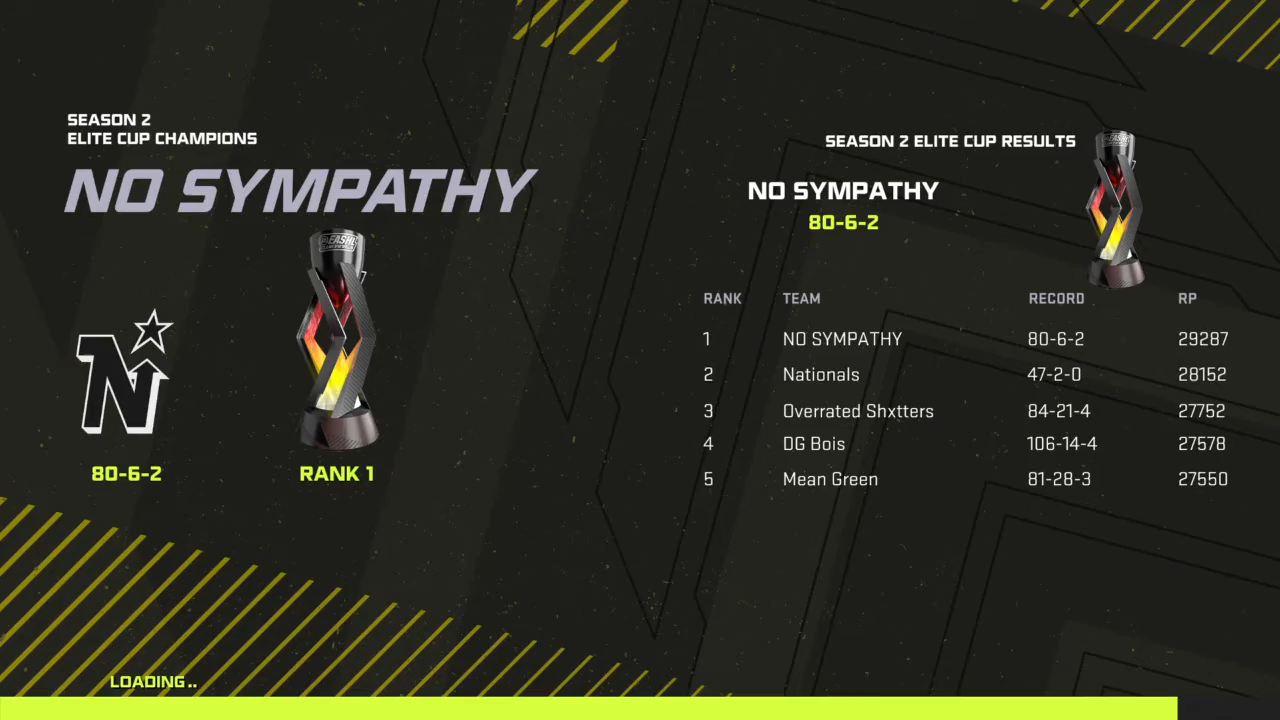 SEASON 2
ELITE CUP CHAMPIONS
NO SYMPATHY
N
80-6-2
RANK 1
SEASON 2 ELITE CUP RESULTS
NO SYMPATHY
80-6-2
RANK TEAM RECORD RP
1 NO SYMPATHY 80-6-2 29287
2 Nationals 47-2-0 28152
3 Overrated Shxtters 84-21-4 27752
4 DG Bois 106-14-4 27578
5 Mean Green 81-28-3 27550
LOADING..